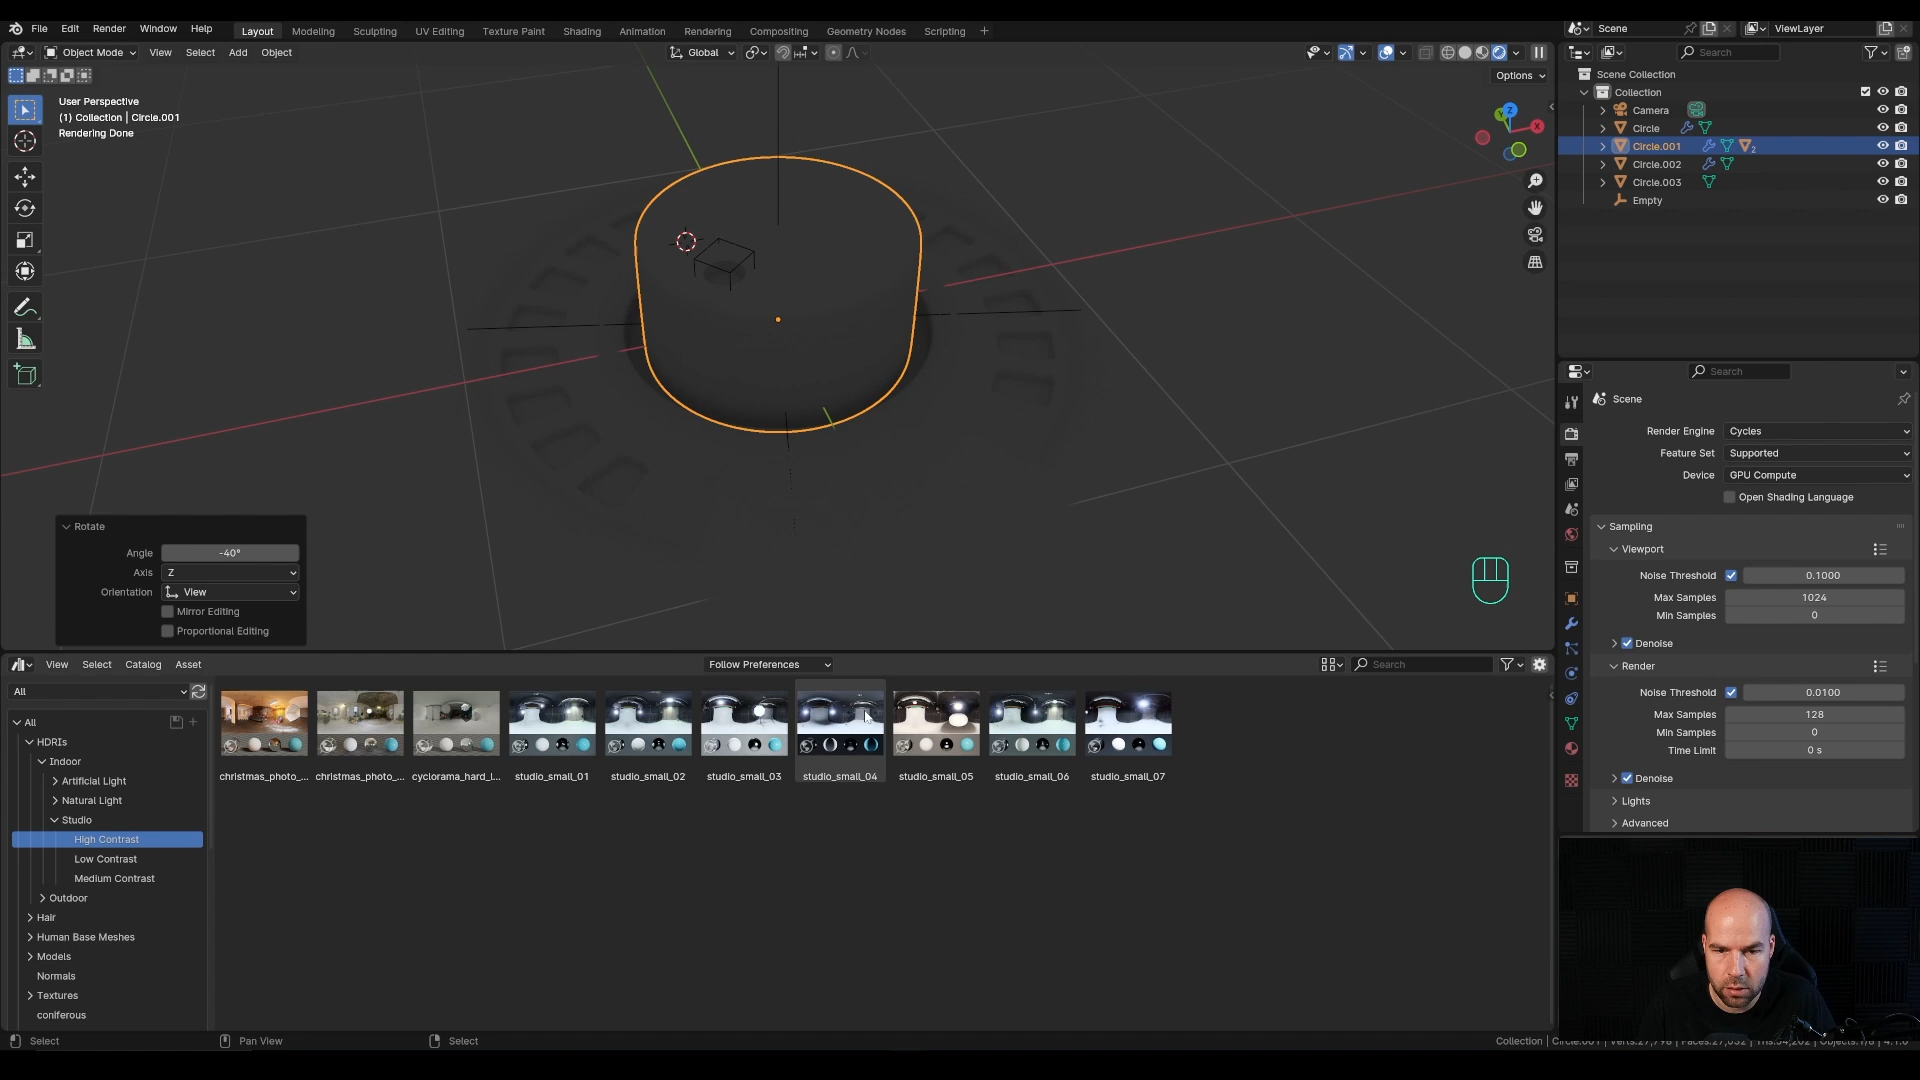 File Edit Render Window Help Layout Modeling Sculpting UV Editing Texture Paint Shading Animation Rendering Compositing Geometry Nodes Scripting Scene ViewLayer
Object Mode View Select Add Object Global Search
Options
User Perspective
(1) Collection | Circle.001
Rendering Done
Z
X
Y
Scene Collection
Collection
Camera
Circle
Circle.001 2
Circle.002
Circle.003
Empty
Search
Scene
Render Engine Cycles
Feature Set Supported
Device GPU Compute
Open Shading Language
Sampling
Viewport
Noise Threshold 0.1000
Max Samples 1024
Min Samples 0
Denoise
Render
Noise Threshold 0.0100
Max Samples 128
Min Samples 0
Time Limit 0 s
Denoise
Lights
Advanced
Rotate
Angle -40°
Axis Z
Orientation View
Mirror Editing
Proportional Editing
View Select Catalog Asset Follow Preferences Search
All
All
HDRIs
Indoor
Artificial Light
Natural Light
Studio
High Contrast
Low Contrast
Medium Contrast
Outdoor
Hair
Human Base Meshes
Models
Normals
Textures
coniferous
christmas_photo_... christmas_photo_... cyclorama_hard_l... studio_small_01 studio_small_02 studio_small_03 studio_small_04 studio_small_05 studio_small_06 studio_small_07
Select Pan View Select Collection |